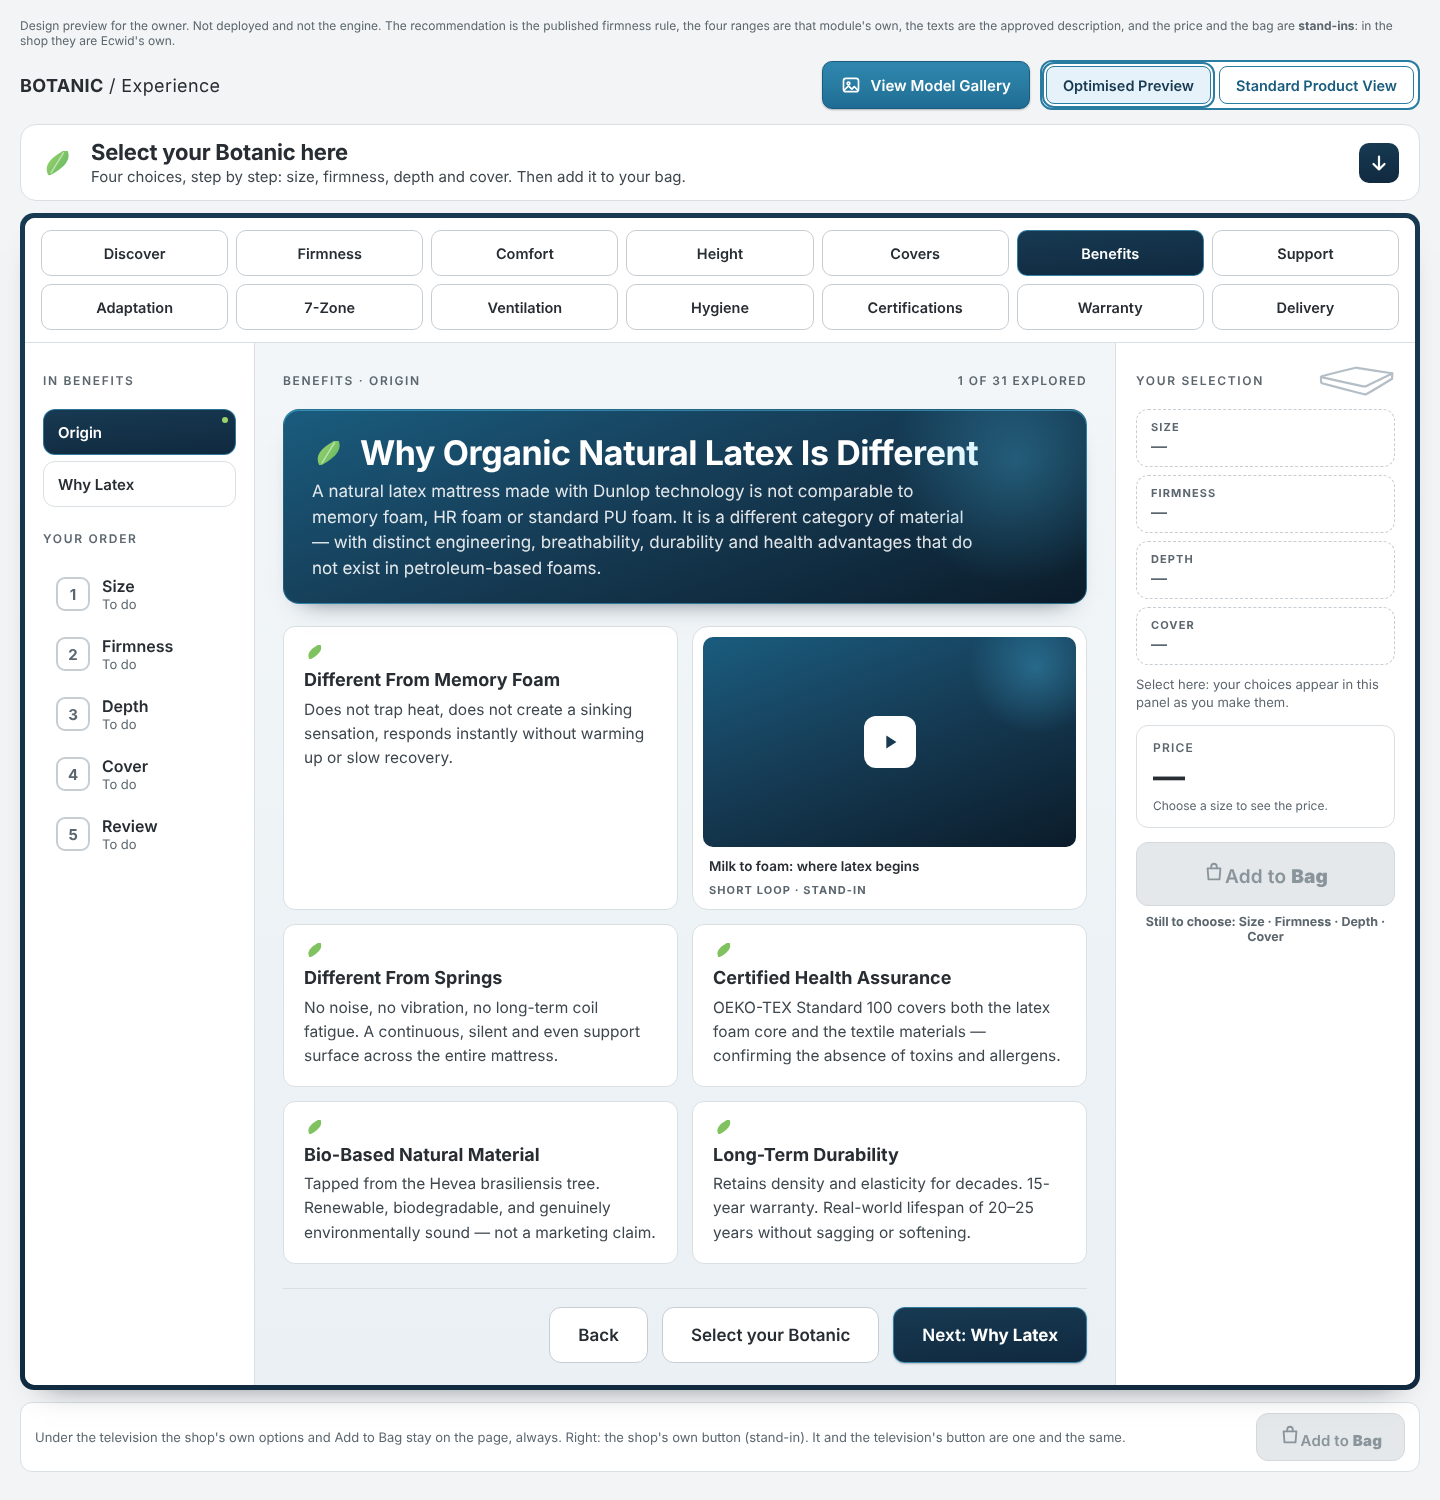 Design preview for the owner. Not deployed and not the engine. The recommendation is the published firmness rule, the four ranges are that module's own, the texts are the approved description, and the price and the bag are stand-ins: in the
shop they are Ecwid's own.
BOTANIC / Experience
View Model Gallery
Optimised Preview
Standard Product View
Select your Botanic here
Four choices, step by step: size, firmness, depth and cover. Then add it to your bag.
Discover
Firmness
Comfort
Height
Covers
Benefits
Support
Adaptation
7-Zone
Ventilation
Hygiene
Certifications
Warranty
Delivery
IN BENEFITS
Origin
Why Latex
YOUR ORDER
1
Size
To do
2
Firmness
To do
3
Depth
To do
4
Cover
To do
5
Review
To do
BENEFITS · ORIGIN
1 OF 31 EXPLORED
Why Organic Natural Latex Is Different
A natural latex mattress made with Dunlop technology is not comparable to
memory foam, HR foam or standard PU foam. It is a different category of material
— with distinct engineering, breathability, durability and health advantages that do
not exist in petroleum-based foams.
Different From Memory Foam
Does not trap heat, does not create a sinking
sensation, responds instantly without warming
up or slow recovery.
Milk to foam: where latex begins
SHORT LOOP · STAND-IN
Different From Springs
No noise, no vibration, no long-term coil
fatigue. A continuous, silent and even support
surface across the entire mattress.
Certified Health Assurance
OEKO-TEX Standard 100 covers both the latex
foam core and the textile materials —
confirming the absence of toxins and allergens.
Bio-Based Natural Material
Tapped from the Hevea brasiliensis tree.
Renewable, biodegradable, and genuinely
environmentally sound — not a marketing claim.
Long-Term Durability
Retains density and elasticity for decades. 15-
year warranty. Real-world lifespan of 20–25
years without sagging or softening.
Back
Select your Botanic
Next: Why Latex
YOUR SELECTION
SIZE
—
FIRMNESS
—
DEPTH
—
COVER
—
Select here: your choices appear in this
panel as you make them.
PRICE
—
Choose a size to see the price.
Add to Bag
Still to choose: Size · Firmness · Depth ·
Cover
Under the television the shop's own options and Add to Bag stay on the page, always. Right: the shop's own button (stand-in). It and the television's button are one and the same.
Add to Bag